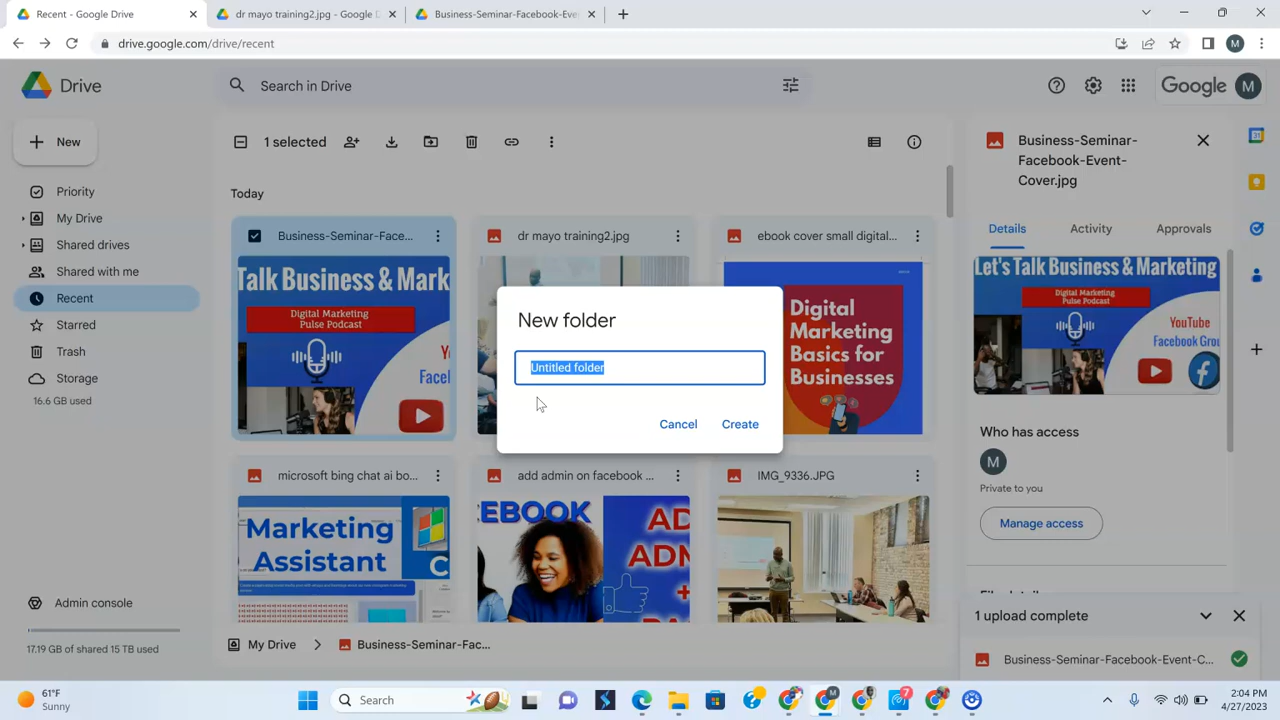 Recent - Google Drive
dr mayo training2.jpg - Google D
Business-Seminar-Facebook-Ever
drive.google.com/drive/recent
M
Drive
Search in Drive
Google
M
New
1 selected
Priority
My Drive
Shared drives
Shared with me
Recent
Starred
Trash
Storage
16.6 GB used
Admin console
17.19 GB of shared 15 TB used
Today
Business-Seminar-Face...
dr mayo training2.jpg
ebook cover small digital...
Talk Business & Mark
Digital Marketing
Pulse Podcast
Digital
Marketing
Basics for
Businesses
New folder
Untitled folder
Cancel
Create
microsoft bing chat ai bo...
add admin on facebook ...
IMG_9336.JPG
Marketing
Assistant
EBOOK
AD
ADM
+
My Drive
Business-Seminar-Fac...
Business-Seminar-
Facebook-Event-
Cover.jpg
Details
Activity
Approvals
Let's Talk Business & Marketing
Digital Marketing
Pulse Podcast
YouTube
Facebook Grou
Who has access
M
Private to you
Manage access
1 upload complete
Business-Seminar-Facebook-Event-C...
61°F
Sunny
Search
7
2:04 PM
4/27/2023